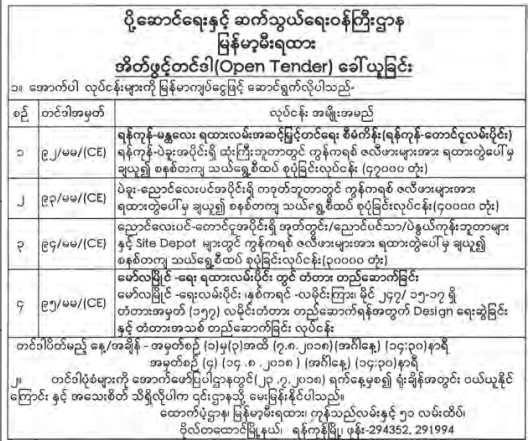 ပို့ဆောင်ရေးနှင့် ဆက်သွယ်ရေးဝန်ကြီးဌာန
မြန်မာ့မီးရထား
အိတ်ဖွင့်တင်ဒါ(Open Tender) ခေါ်ယူခြင်း
၁။ အောက်ပါ လုပ်ငန်းများကို မြန်မာကျပ်ငွေဖြင့် ဆောင်ရွက်လိုပါသည်-
စဉ် တင်ဒါအမှတ် လုပ်ငန်း အမျိုးအမည်
ရန်ကုန်-မန္တလေး ရထားလမ်းအဆင့်မြှင့်တင်ရေး စီမံကိန်း(ရန်ကုန်-တောင်ငူလမ်းပိုင်း)
၁ ၉၂/မမ/(CE) ရန်ကုန်-ပဲခူးအပိုင်းရှိ ထုံးကြီးဘူတာတွင် ကွန်ကရစ် ဇလီဖားများအား ရထားတွဲပေါ်မှ
ချယူ၍ စနစ်တကျ သယ်ရွှေ့စီထပ် စုပုံခြင်းလုပ်ငန်း (၄၇၀၀၀ တုံး)
၂ ၉၃/မမ/(CE) ပဲခူး-ညောင်လေးပင်အပိုင်းရှိ ကဒုတ်ဘူတာတွင် ကွန်ကရစ် ဇလီဖားများအား
ရထားတွဲပေါ်မှ ချယူ၍ စနစ်တကျ သယ်ရွှေ့စီထပ် စုပုံခြင်းလုပ်ငန်း(၄၀၀၀၀ တုံး)
ညောင်လေးပင်-တောင်ငူအပိုင်းရှိ အုတ်တွင်း/ညောင်ပင်သာ/ပဲနွယ်ကုန်းဘူတာများ
၃ ၉၄/မမ/(CE) နှင့် Site Depot များတွင် ကွန်ကရစ် ဇလီဖားများအား ရထားတွဲပေါ်မှ ချယူ၍
စနစ်တကျ သယ်ရွှေ့စီထပ် စုပုံခြင်းလုပ်ငန်း(၃၀၀၀၀ တုံး)
မော်လမြိုင် -ရေး ရထားလမ်းပိုင်း တွင် တံတား တည်ဆောက်ခြင်း
၄ ၉၅/မမ/(CE) မော်လမြိုင် -ရေးလမ်းပိုင်း ၊နှစ်ကရင် -လမိုင်းကြား၊ မိုင် ၂၄၇/ ၁၅-၁၇ ရှိ
တံတားအမှတ် (၁၅၇) လမိုင်းတံတား တည်ဆောက်ရန်အတွက် Design ရေးဆွဲခြင်း
နှင့် တံတားအသစ် တည်ဆောက်ခြင်း လုပ်ငန်း
တင်ဒါပိတ်မည့် နေ့/အချိန် - အမှတ်စဉ် (၁)မှ(၃)အထိ (၇.၈.၂၀၁၈)(အင်္ဂါနေ့) (၁၄:၃၀)နာရီ
အမှတ်စဉ် (၄) (၁၄ .၈ .၂၀၁၈ ) (အင်္ဂါနေ့) (၁၄:၃၀)နာရီ
၂။ တင်ဒါပုံစံများကို အောက်ဖော်ပြပါဌာနတွင်(၂၃ .၇.၂၀၁၈) ရက်နေ့မှစ၍ ရုံးချိန်အတွင်း ဝယ်ယူနိုင်
ကြောင်း နှင့် အသေးစိတ် သိရှိလိုပါက ၎င်းဌာနသို့ မေးမြန်းနိုင်ပါသည်။
ထောက်ပံ့ဌာန၊ မြန်မာ့မီးရထား၊ ကုန်သည်လမ်းနှင့် ၅၁ လမ်းထိပ်၊
ဗိုလ်တထောင်မြို့နယ်၊ ရန်ကုန်မြို့၊ ဖုန်း-294352, 291994